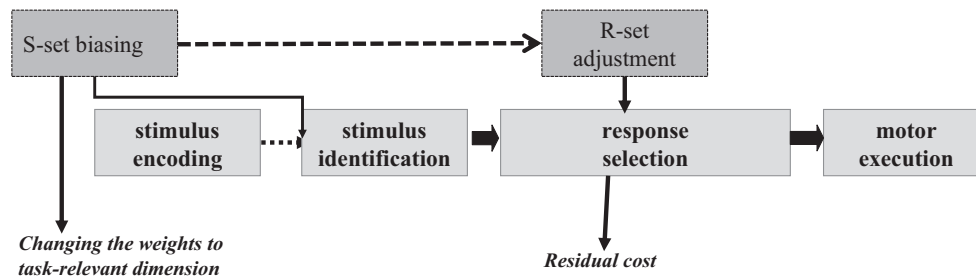 S-set biasing
R-set
adjustment
stimulus
encoding
stimulus
identification
response
selection
motor
execution
Changing the weights to
task-relevant dimension
Residual cost